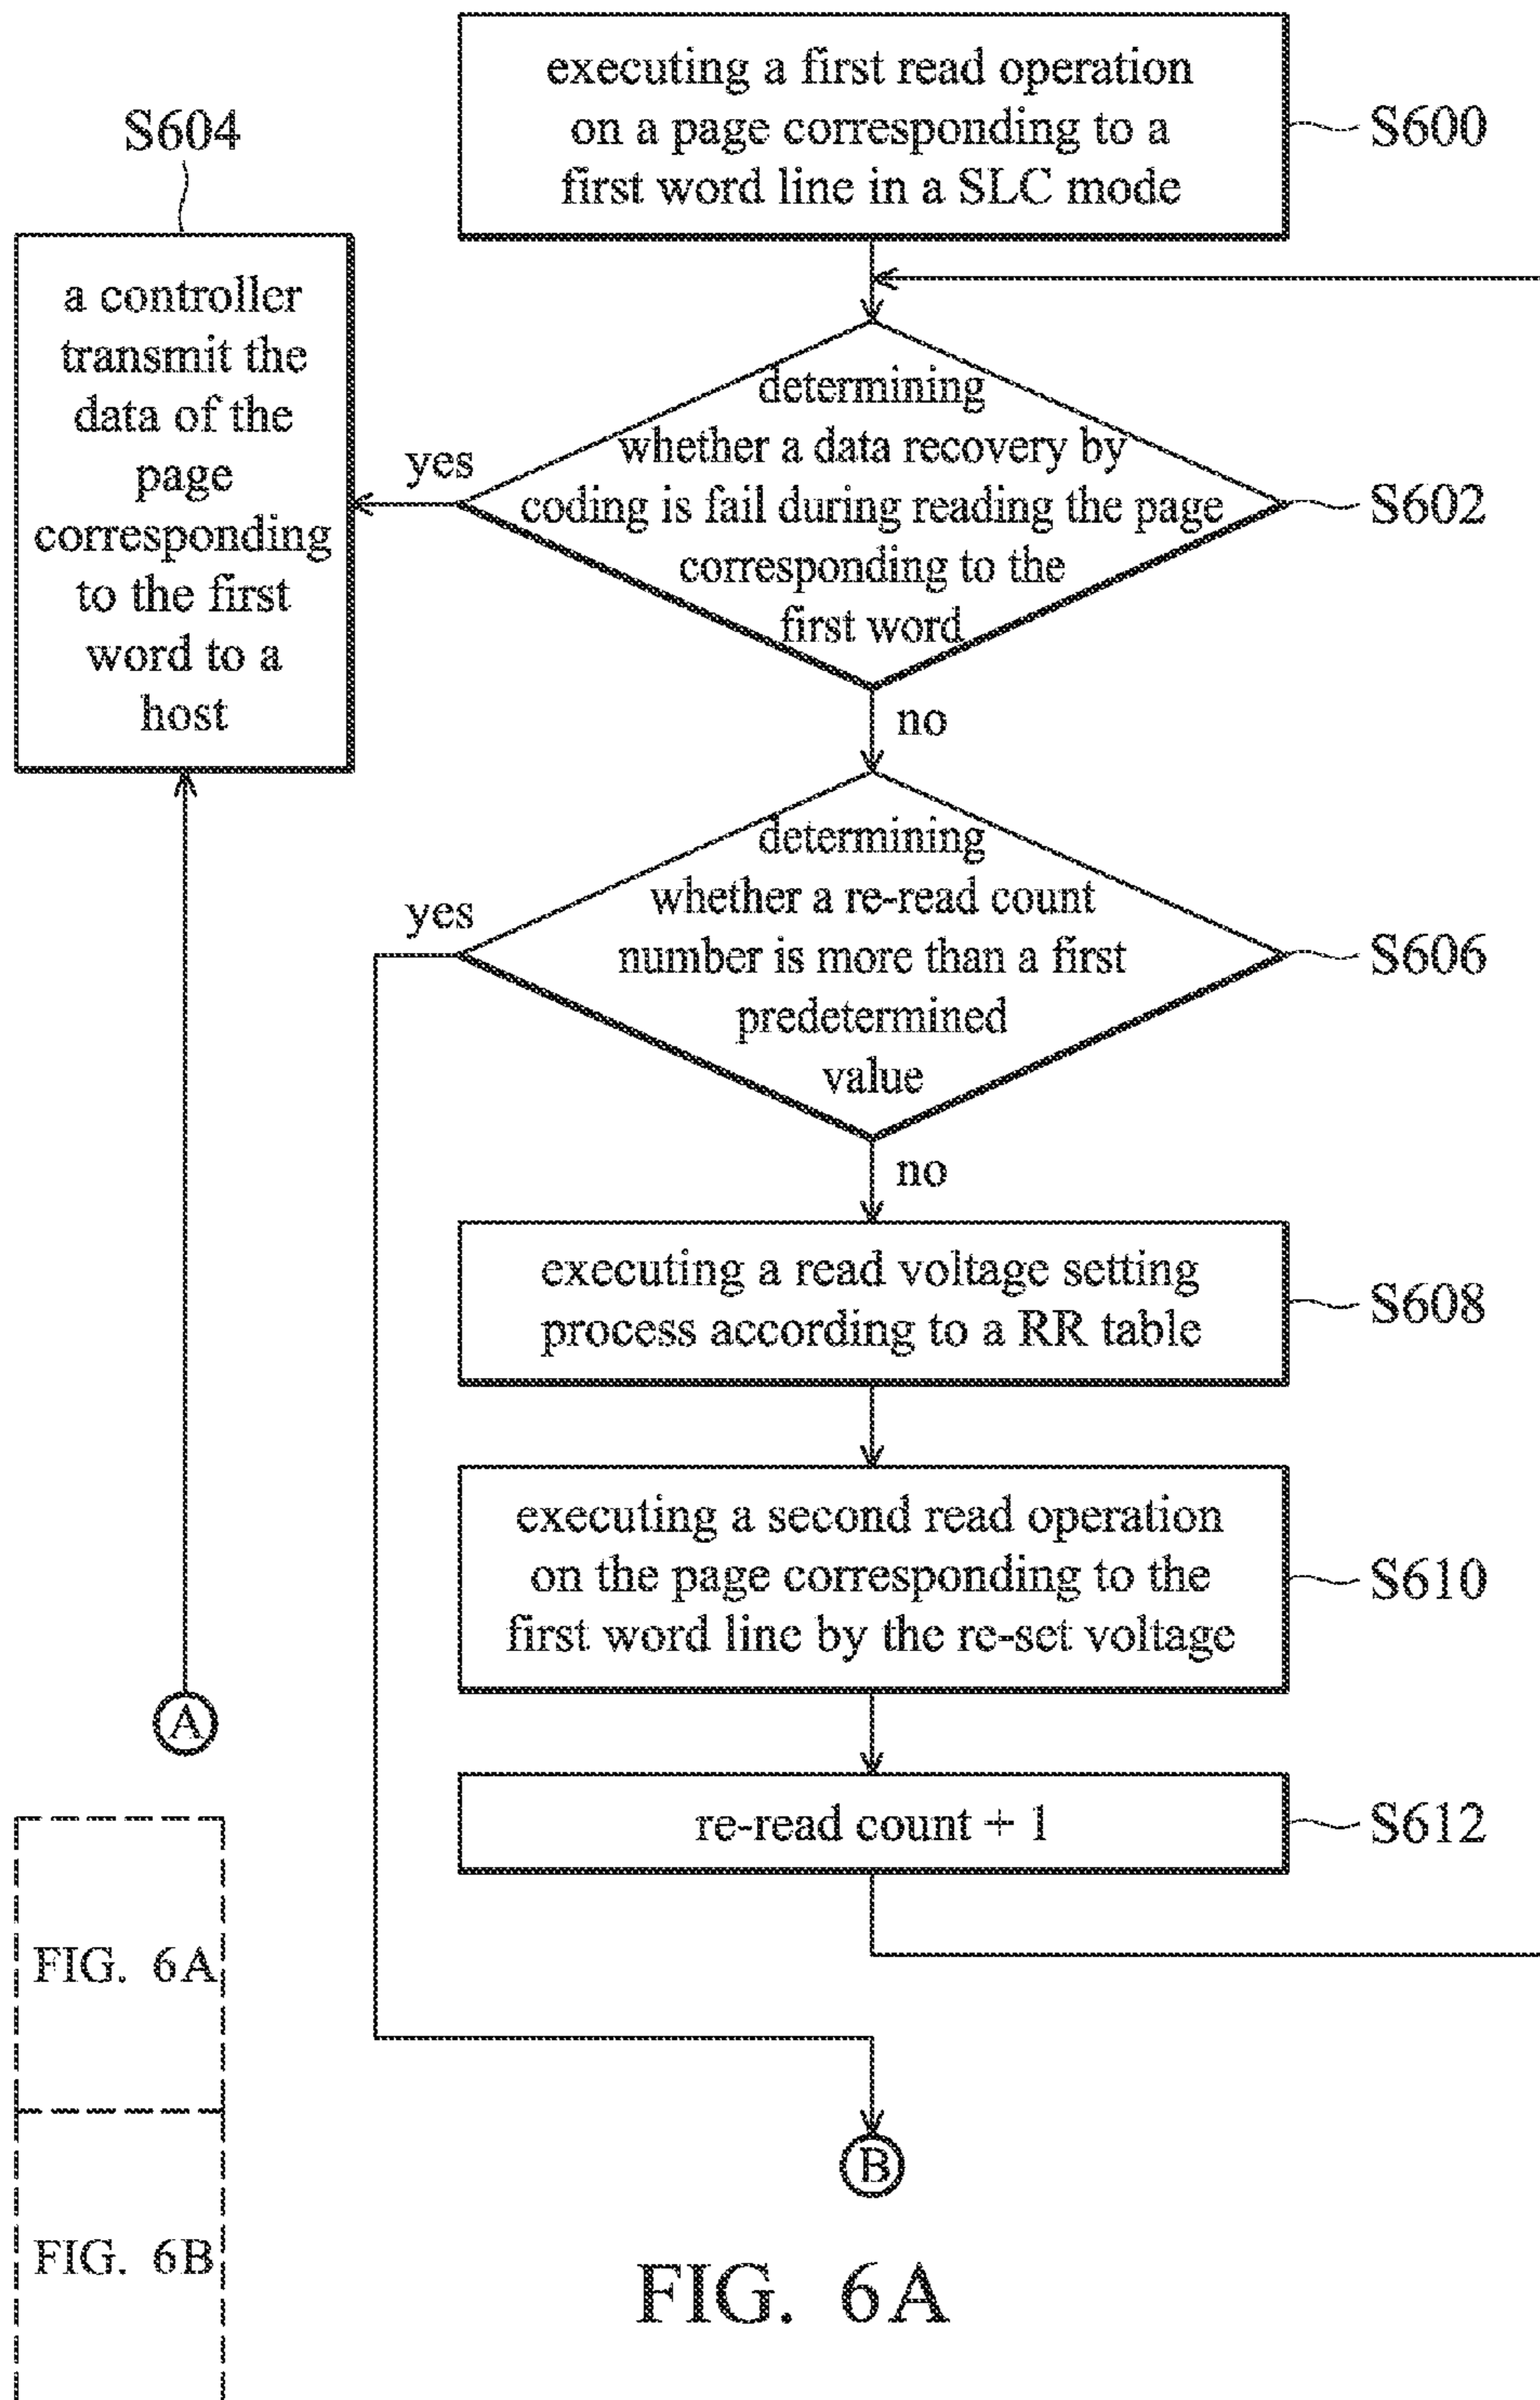 executing a first read operation
on a page corresponding to a
first word line in a SLC mode
S600
S604
a controller
transmit the
data of the
page
corresponding
to the first
word to a
host
determining
whether a data recovery by
coding is fail during reading the page
corresponding to the
first word
yes
S602
no
determining
whether a re-read count
number is more than a first
predetermined
value
yes
S606
no
executing a read voltage setting
process according to a RR table
S608
executing a second read operation
on the page corresponding to the
first word line by the re-set voltage
S610
A
re-read count + 1
S612
FIG. 6A
B
FIG. 6B
FIG. 6A